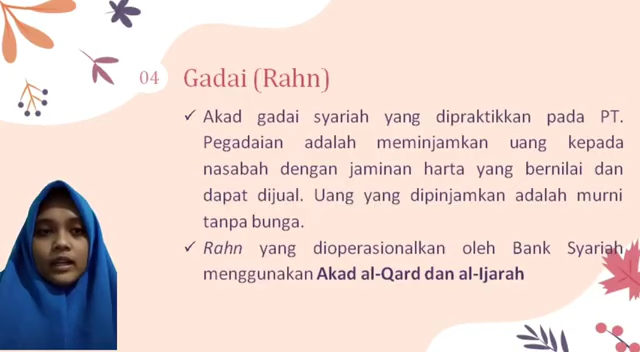 04 Gadai (Rahn)
✓ Akad gadai syariah yang dipraktikkan pada PT.
Pegadaian adalah meminjamkan uang kepada
nasabah dengan jaminan harta yang bernilai dan
dapat dijual. Uang yang dipinjamkan adalah murni
tanpa bunga.
✓ Rahn yang dioperasionalkan oleh Bank Syariah
menggunakan Akad al-Qard dan al-Ijarah